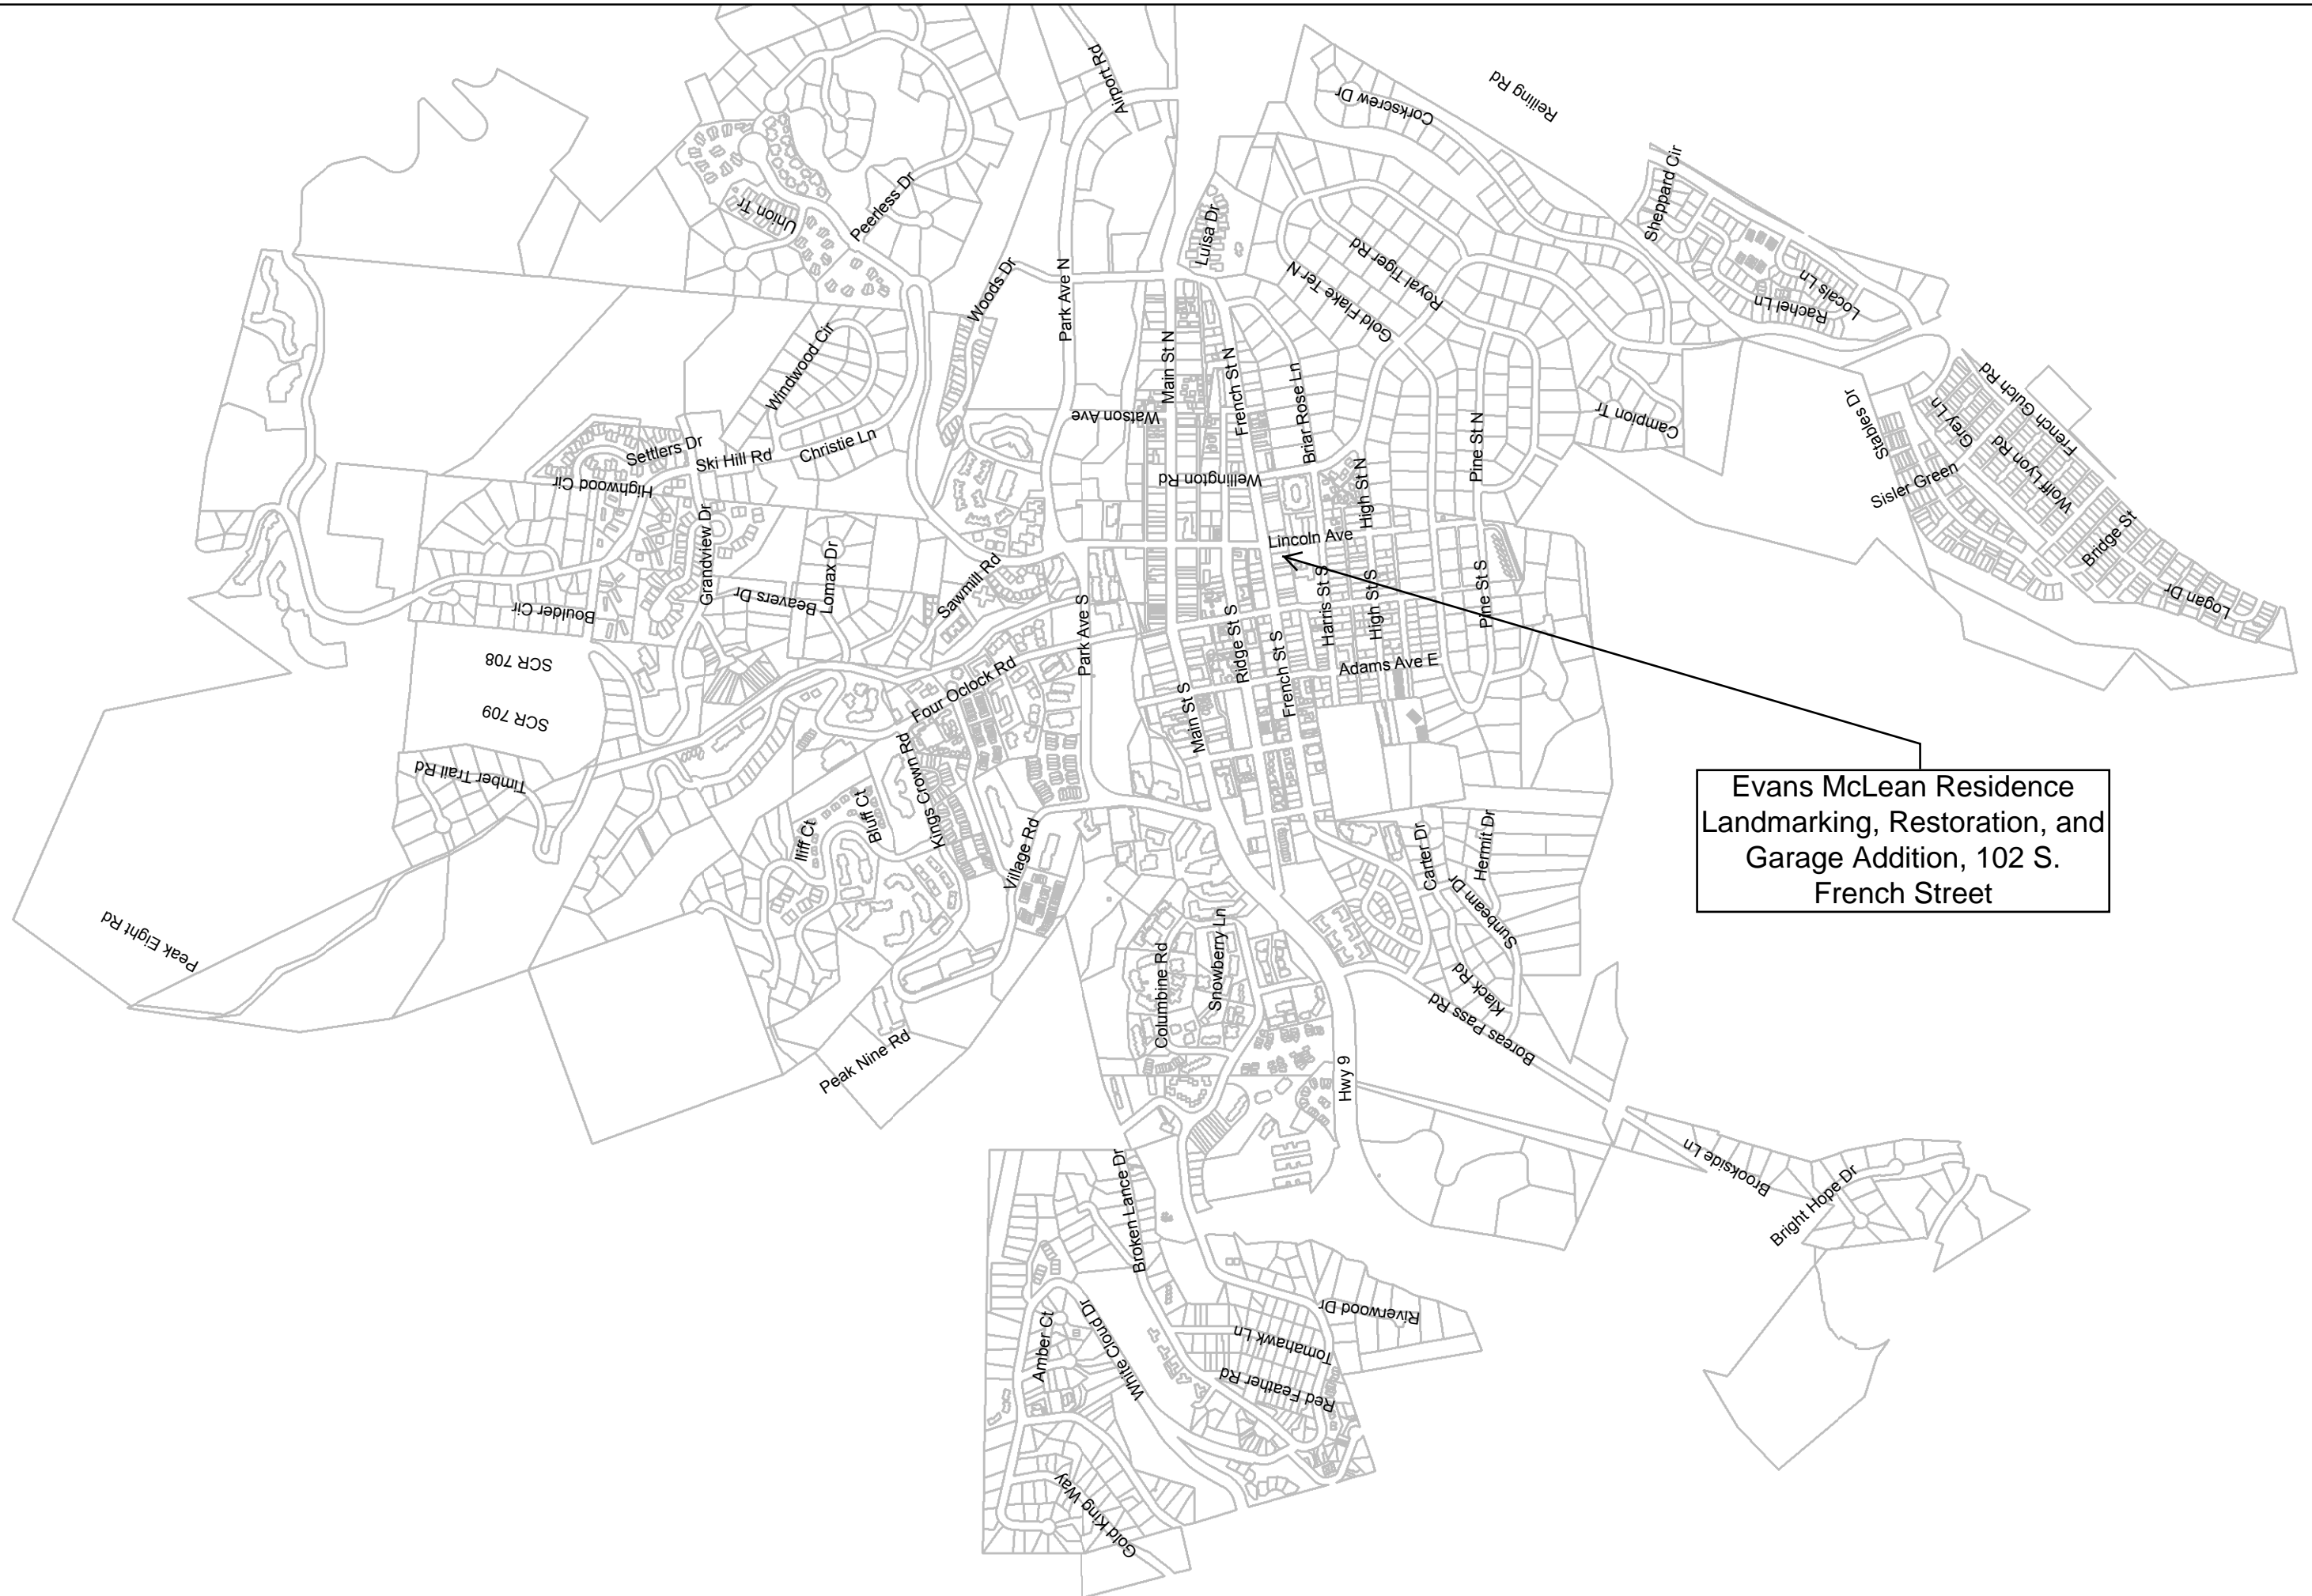 Airport Rd
Reiling Rd
Corkscrew Dr
Sheppard Cir
Peerless Dr
Union Tr
Luisa Dr
Royal Tiger Rd
Gold Flake Ter N
Locals Ln
Rachel Ln
Woods Dr
Park Ave N
Windwood Cir
Main St N
French St N
Briar Rose Ln
French Gulch Rd
Grey Ln
Stables Dr
Campion Tr
Watson Ave
Pine St N
Settlers Dr
Ski Hill Rd
Christie Ln
Wolff Lyon Rd
Sisler Green
Highwood Cir
Wellington Rd
High St N
Grandview Dr
Lincoln Ave
Bridge St
Lomax Dr
Sawmill Rd
Beavers Dr
Boulder Cir
Harris St S
High St S
Pine St S
Logan Dr
Park Ave S
Ridge St S
SCR 708
French St S
Adams Ave E
Four Oclock Rd
SCR 709
Main St S
Timber Trail Rd
Kings Crown Rd
Evans McLean Residence
Landmarking, Restoration, and
Garage Addition, 102 S.
French Street
Bluff Ct
Iliff Ct
Village Rd
Carter Dr
Hermit Dr
Sunbeam Dr
Peak Eight Rd
Columbine Rd
Snowberry Ln
Klack Rd
Boreas Pass Rd
Peak Nine Rd
Hwy 9
Brookside Ln
Bright Hope Dr
Broken Lance Dr
Riverwood Dr
Amber Ct
White Cloud Dr
Tomahawk Ln
Red Feather Rd
Gold King Way